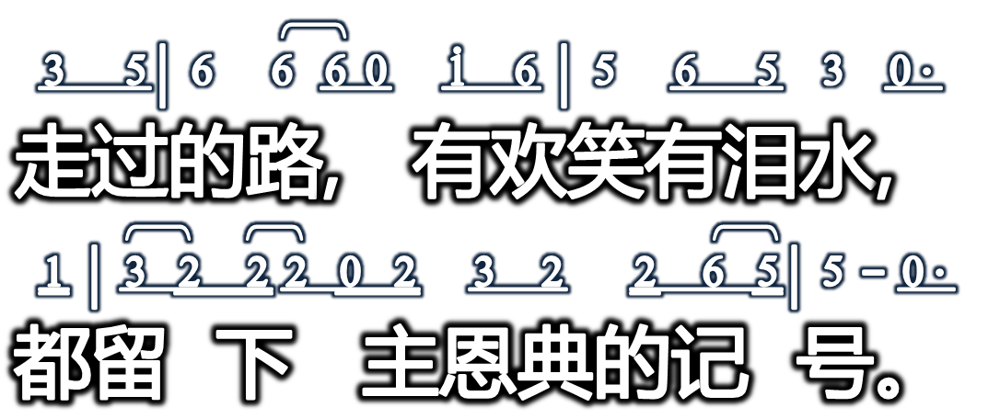 3 5 | 6 6 6 0 i 6 | 5 6 5 3 0·
走过的路, 有欢笑有泪水,
1 | 3 2 2 2 0 2 3 2 2 6 5 | 5 - 0·
都留 下 主恩典的记 号。